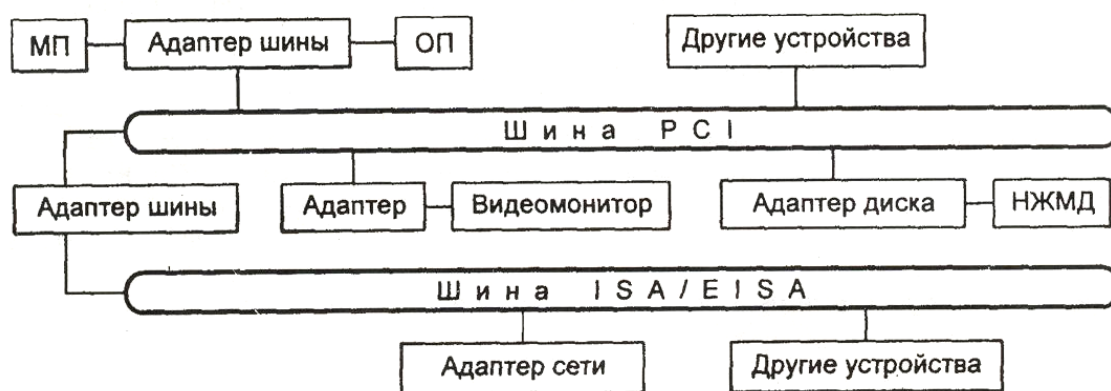 МП
Адаптер шины
ОП
Другие устройства
Шина PCI
Адаптер шины
Адаптер
Видеомонитор
Адаптер диска
НЖМД
Шина ISA/EISA
Адаптер сети
Другие устройства